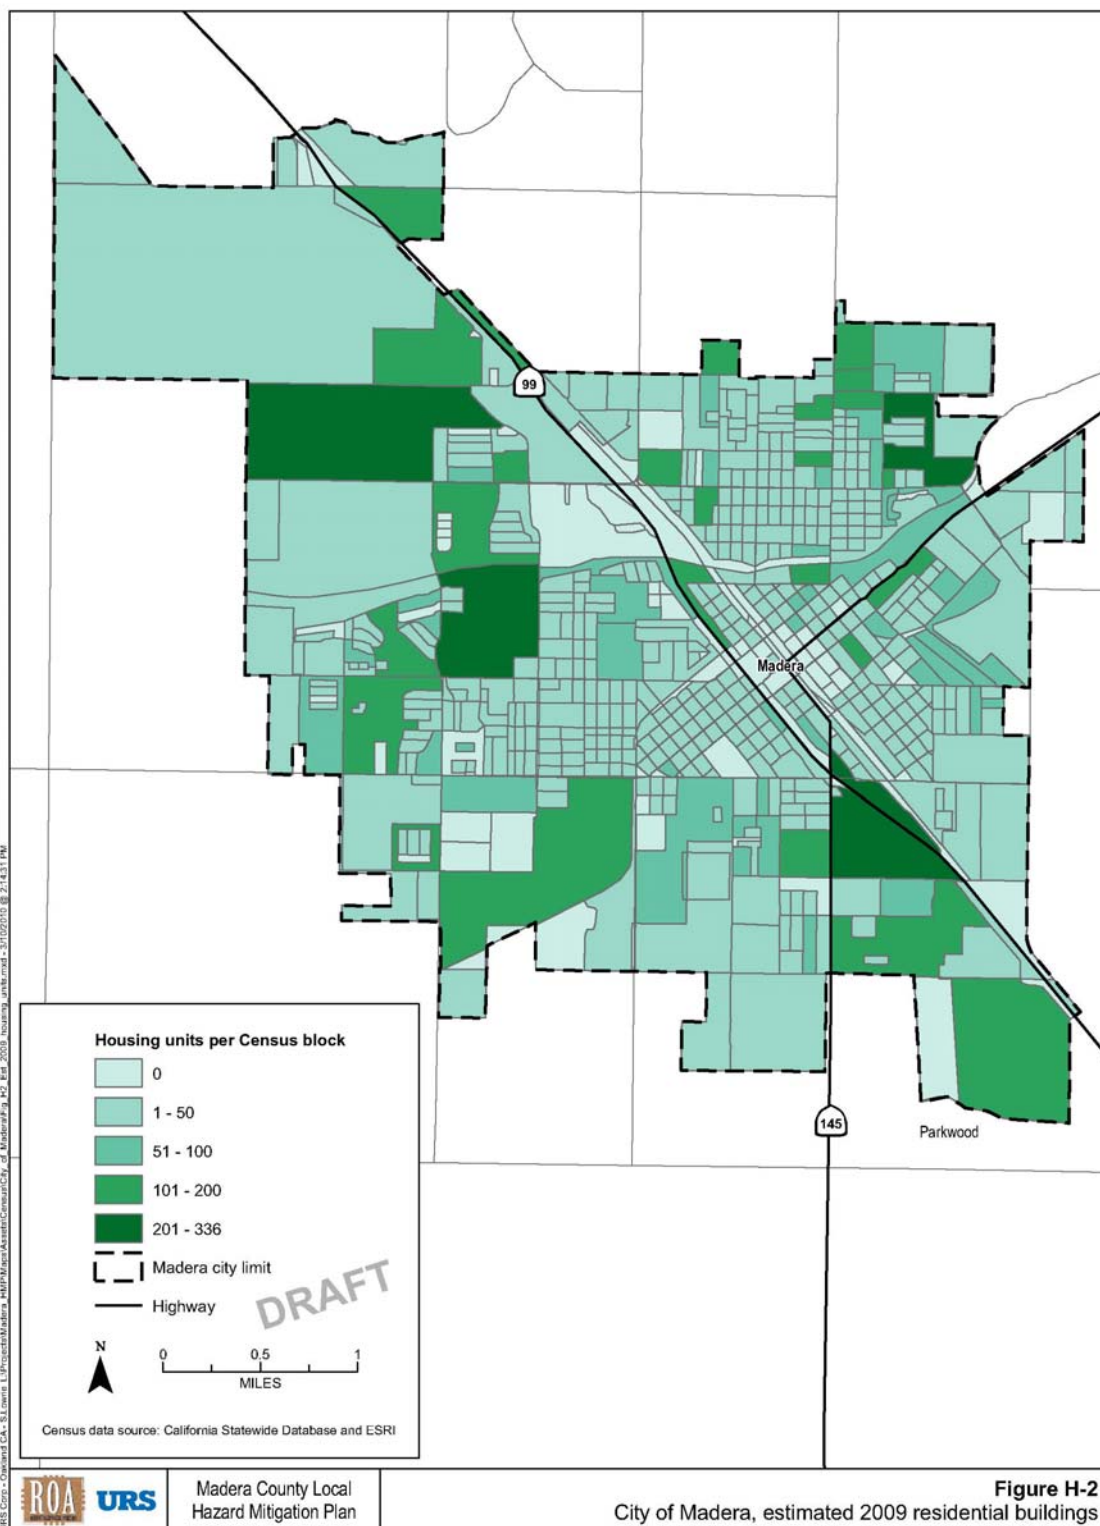 99
Madera
145
Parkwood
Housing units per Census block
0
1 - 50
51 - 100
101 - 200
201 - 336
Madera city limit
Highway
DRAFT
N
0 0.5 1
MILES
Census data source: California Statewide Database and ESRI
ROA
URS
Madera County Local
Hazard Mitigation Plan
Figure H-2
City of Madera, estimated 2009 residential buildings